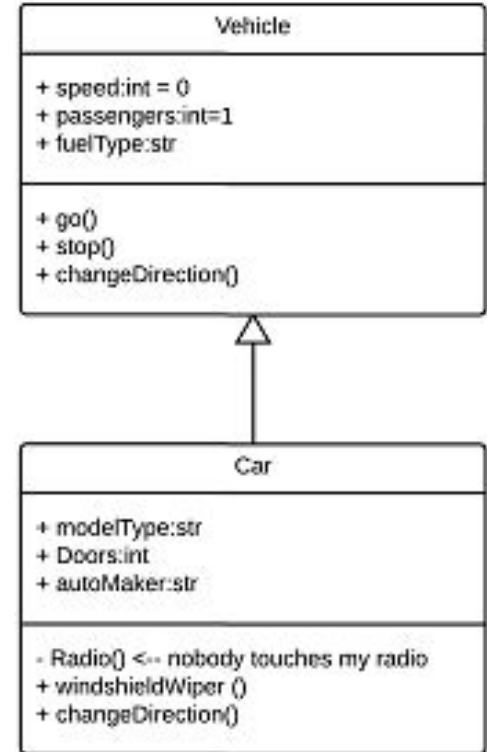 Vehicle
+ speed:int = 0
+ passengers:int=1
+ fuelType:str
+ go()
+ stop()
+ changeDirection()
Car
+ modelType:str
+ Doors:int
+ autoMaker:str
- Radio() <-- nobody touches my radio
+ windshieldWiper ()
+ changeDirection()